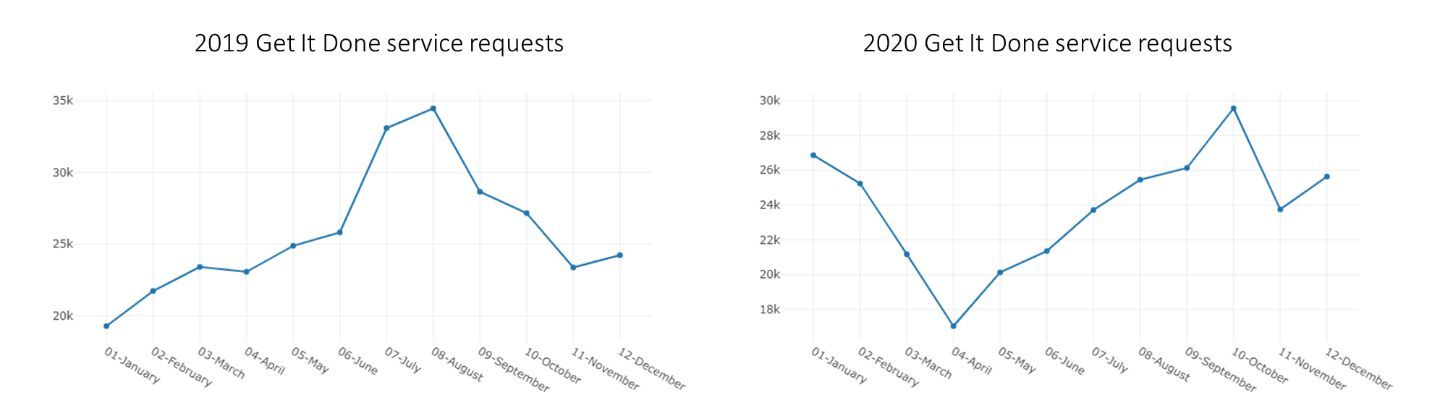 2019 Get It Done service requests
35k
30k
25k
20k
01-January
02-February
03-March
04-April
05-May
06-June
07-July
08-August
09-September
10-October
11-November
12-December
2020 Get It Done service requests
30k
28k
26k
24k
22k
20k
18k
01-January
02-February
03-March
04-April
05-May
06-June
07-July
08-August
09-September
10-October
11-November
12-December